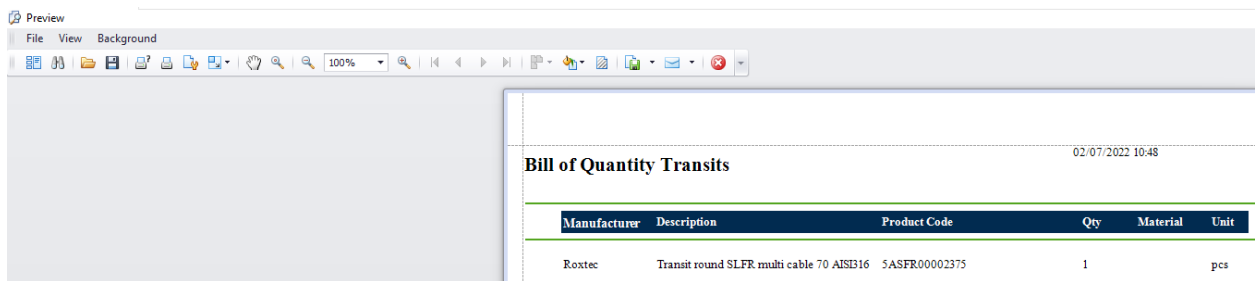 Preview
File View Background
100%
02/07/2022 10:48
Bill of Quantity Transits
Manufacturer Description Product Code Qty Material Unit
Roxtec Transit round SLFR multi cable 70 AISI316 5ASFR00002375 1 pcs